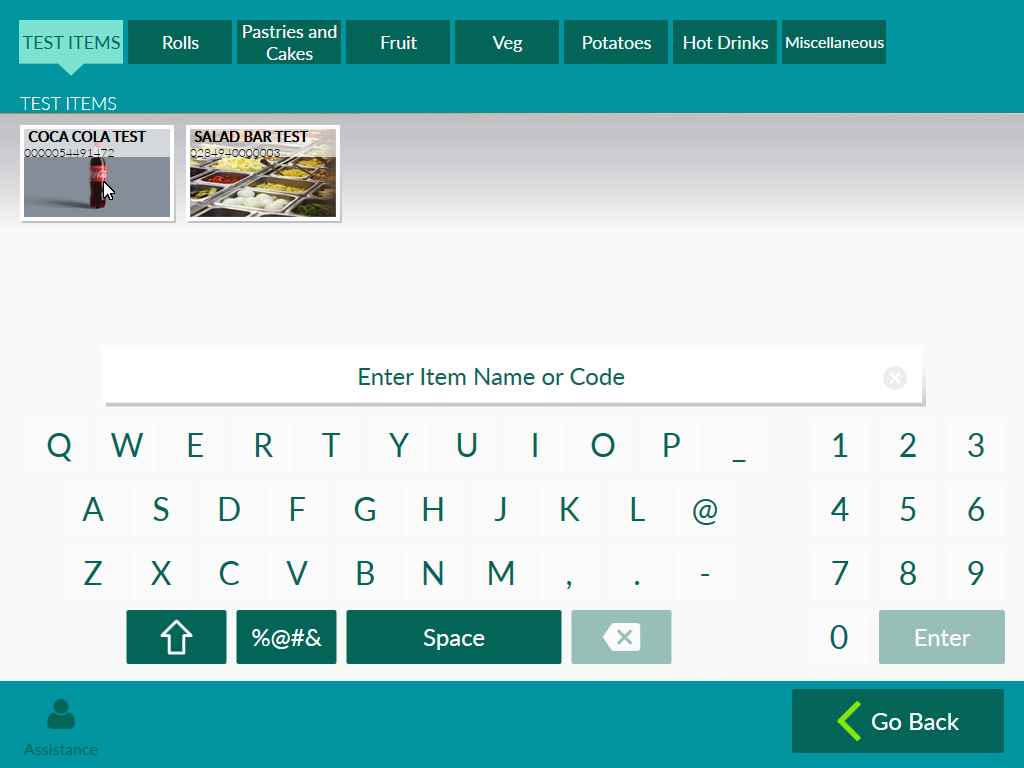 TEST ITEMS
Rolls
Pastries and
Cakes
Fruit
Veg
Potatoes
Hot Drinks
Miscellaneous
TEST ITEMS
COCA COLA TEST
0000054491472
SALAD BAR TEST
0284940000003
Enter Item Name or Code
Q W E R T Y U I O P _ 1 2 3
A S D F G H J K L @ 4 5 6
Z X C V B N M , . - 7 8 9
%@#& Space 0 Enter
Assistance
Go Back